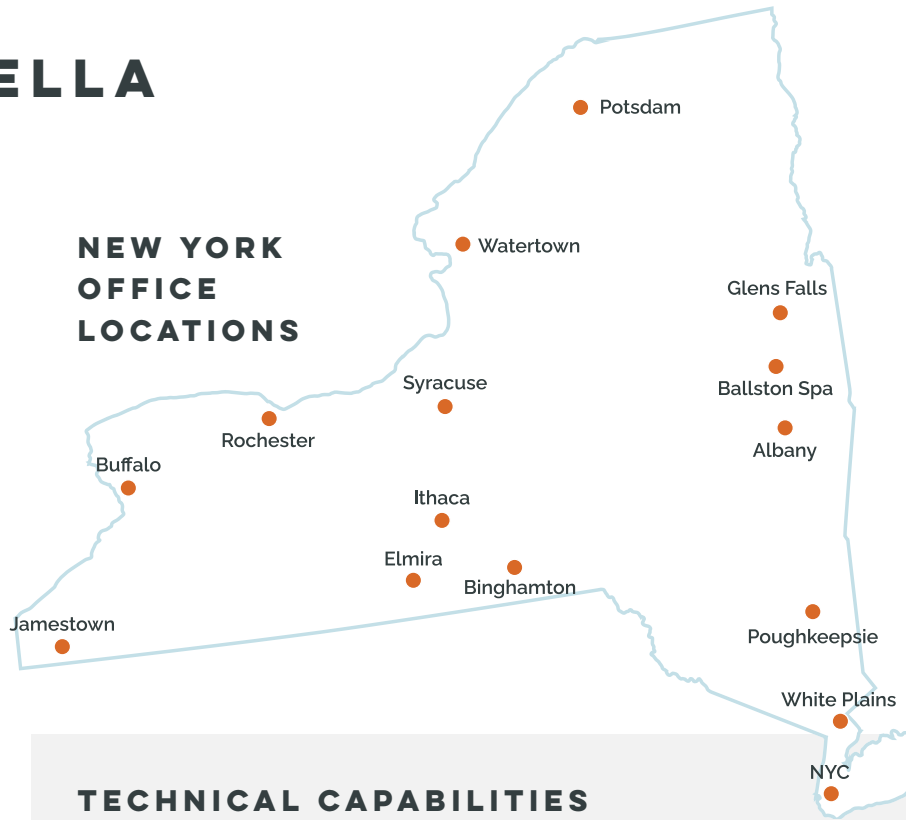 ELLA
NEW YORK
OFFICE
LOCATIONS
Potsdam
Watertown
Glens Falls
Syracuse
Ballston Spa
Rochester
Albany
Buffalo
Ithaca
Elmira
Binghamton
Jamestown
Poughkeepsie
White Plains
NYC
TECHNICAL CAPABILITIES